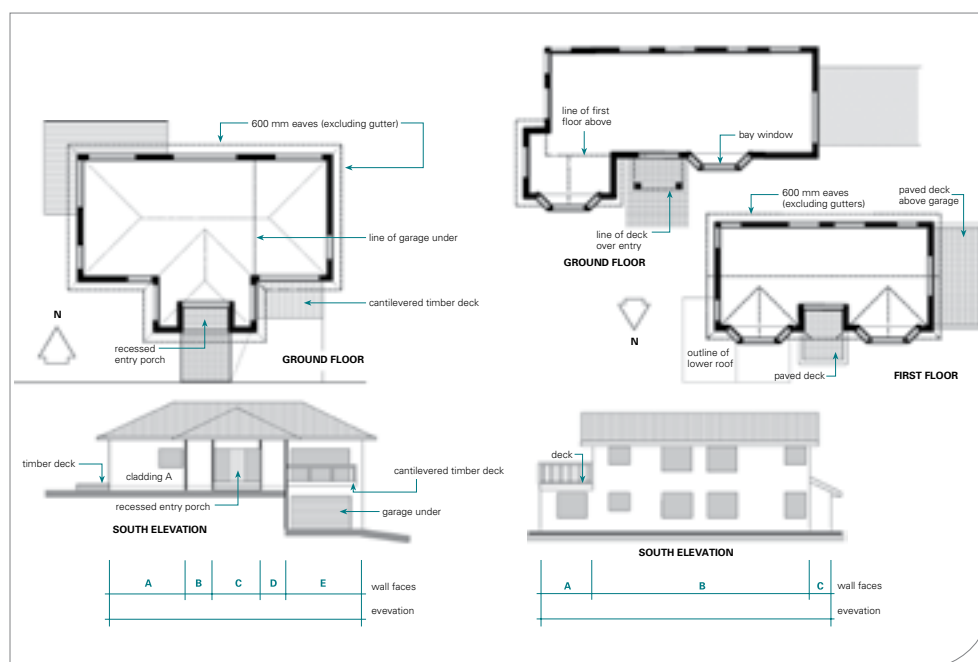 600 mm eaves (excluding gutter)
line of garage under
cantilevered timber deck
recessed
entry porch
N
GROUND FLOOR
timber deck
cladding A
recessed entry porch
cantilevered timber deck
garage under
SOUTH ELEVATION
A B C D E wall faces
evevation
line of first
floor above
bay window
line of deck
over entry
GROUND FLOOR
600 mm eaves
(excluding gutters)
paved deck
above garage
N
outline of
lower roof
paved deck
FIRST FLOOR
deck
SOUTH ELEVATION
A B C wall faces
evevation